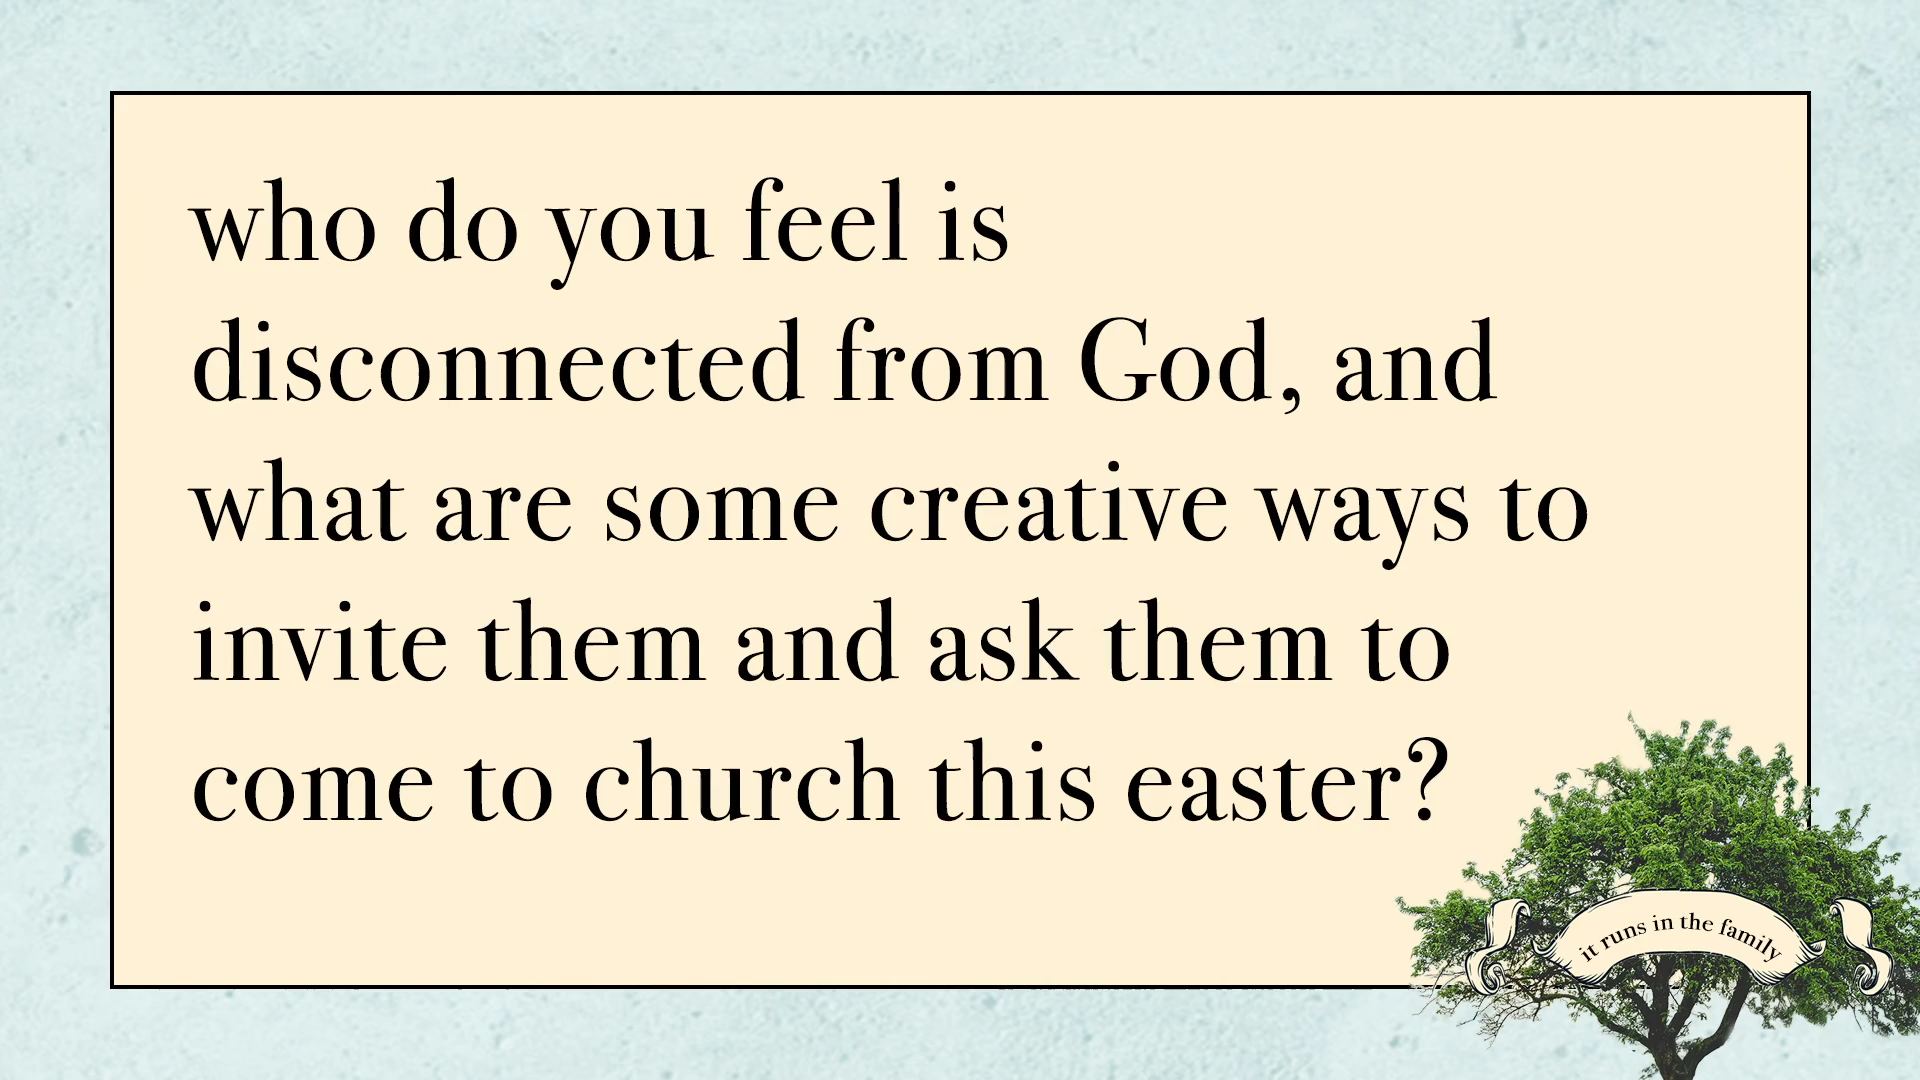 who do you feel is
disconnected from God, and
what are some creative ways to
invite them and ask them to
come to church this easter?
it runs in the family